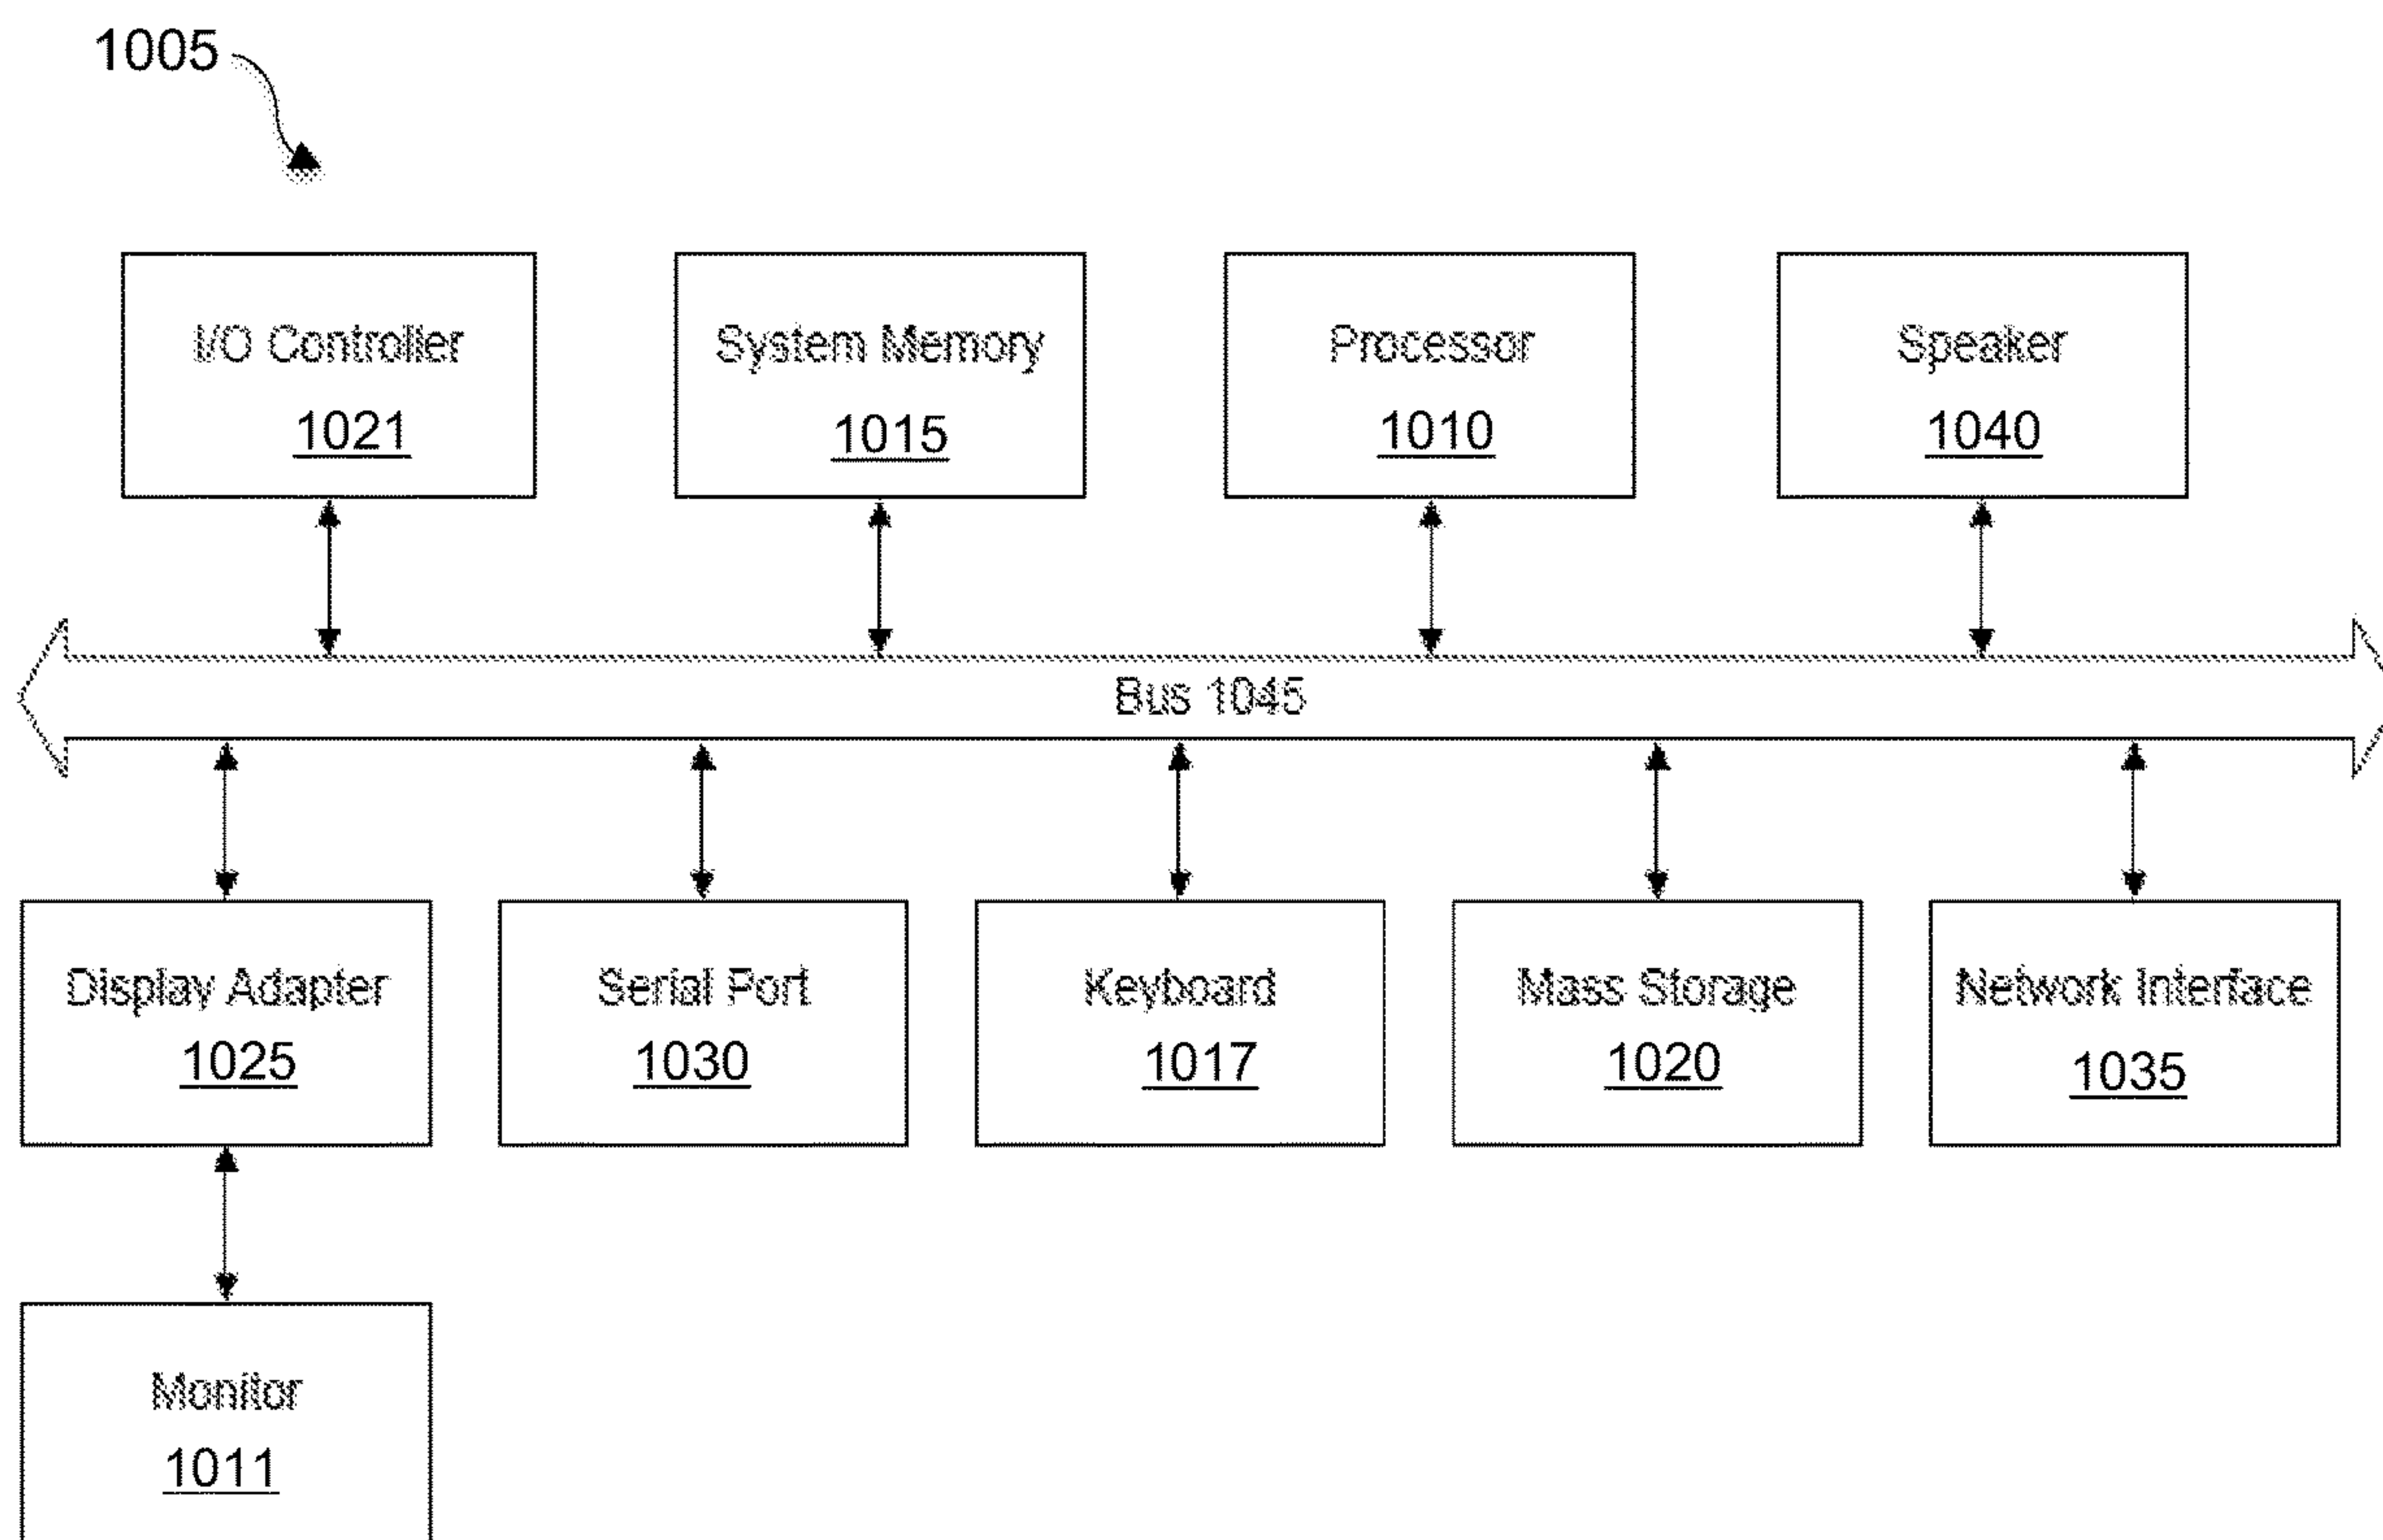 1005
I/O Controller
1021
System Memory
1015
Processor
1010
Speaker
1040
Bus 1045
Display Adapter
1025
Serial Port
1030
Keyboard
1017
Mass Storage
1020
Network Interface
1035
Monitor
1011